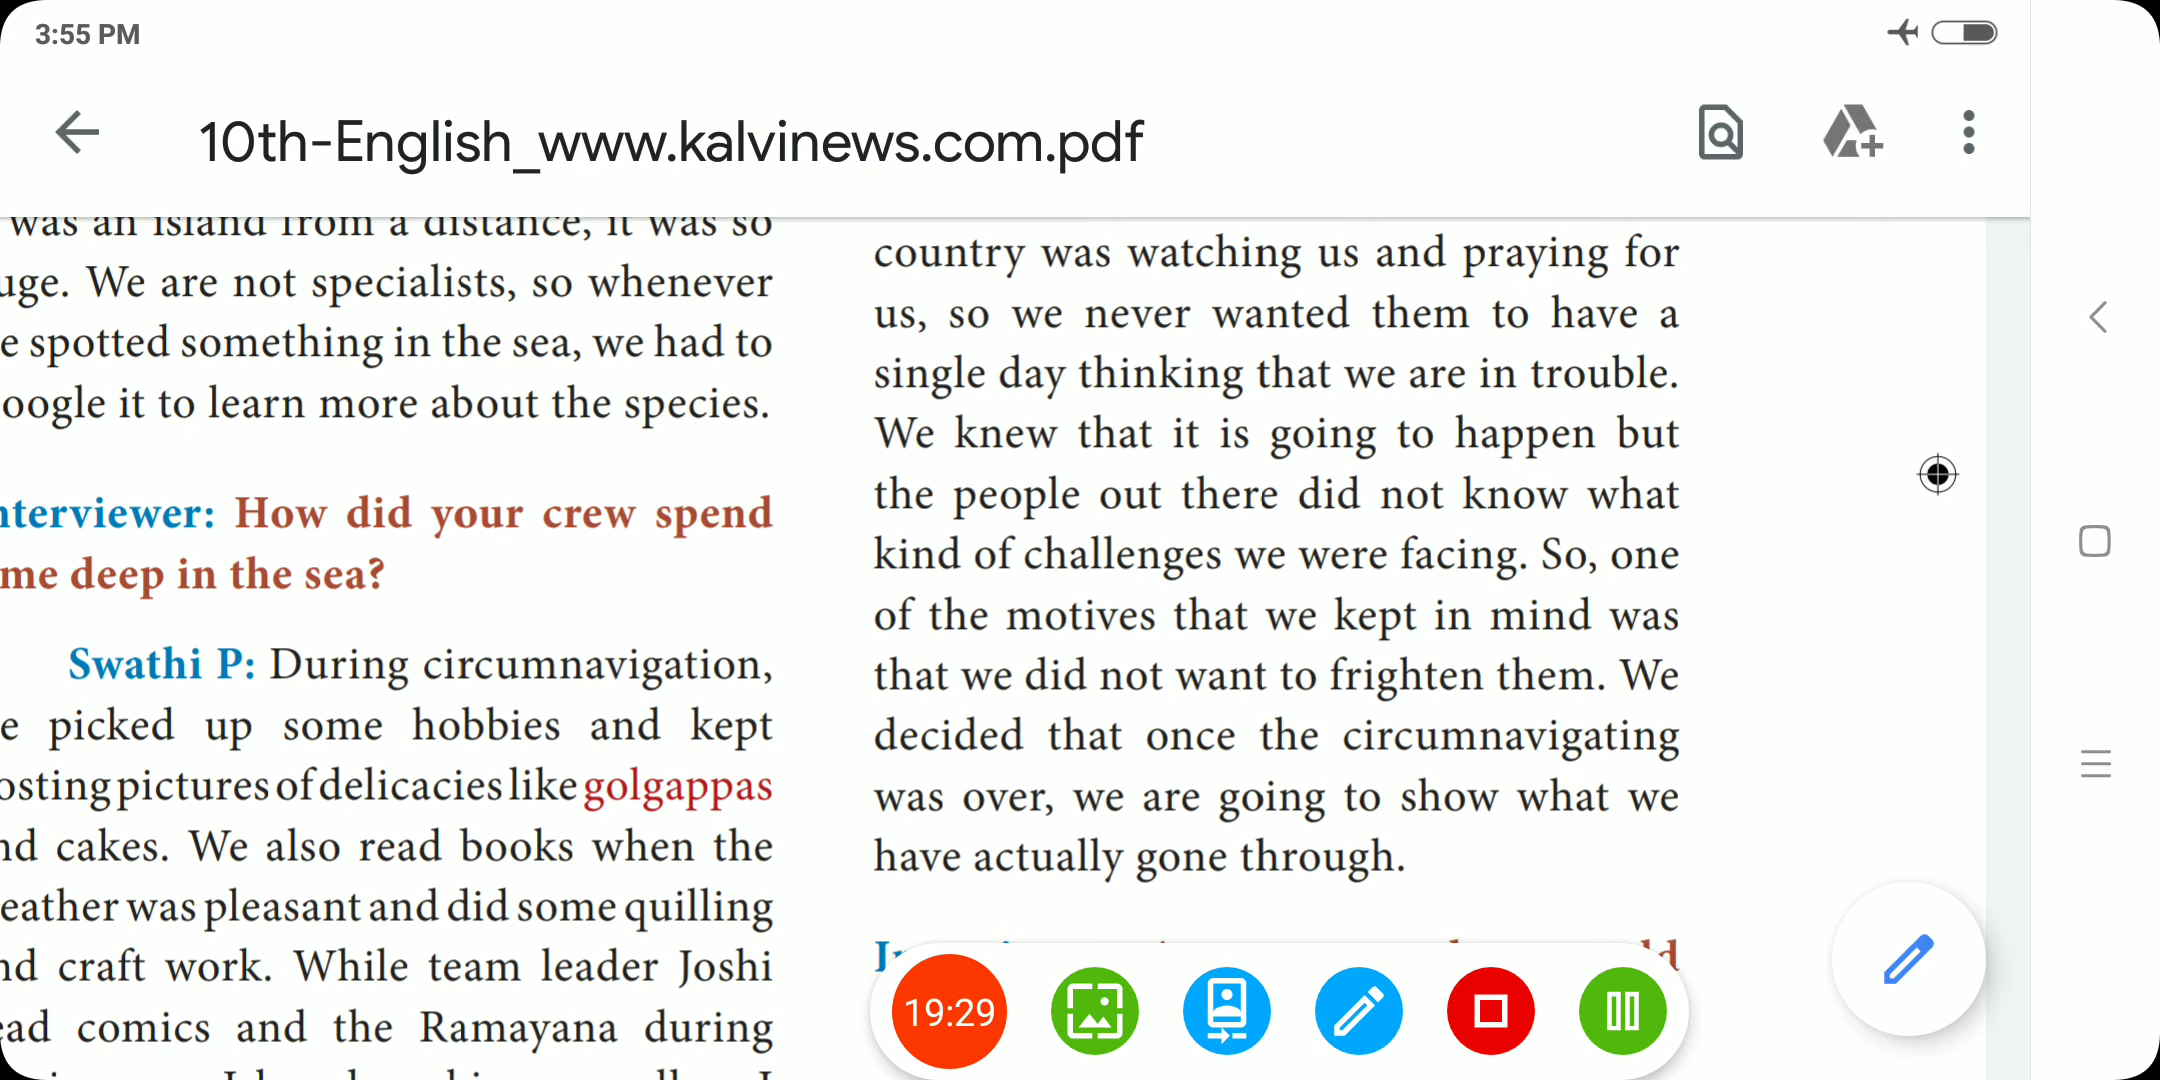 3:55 PM
10th-English_www.kalvinews.com.pdf
was an island from a distance, it was so
uge. We are not specialists, so whenever
e spotted something in the sea, we had to
oogle it to learn more about the species.
nterviewer: How did your crew spend
me deep in the sea?
Swathi P: During circumnavigation,
e picked up some hobbies and kept
osting pictures of delicacies like golgappas
nd cakes. We also read books when the
eather was pleasant and did some quilling
nd craft work. While team leader Joshi
ead comics and the Ramayana during
country was watching us and praying for
us, so we never wanted them to have a
single day thinking that we are in trouble.
We knew that it is going to happen but
the people out there did not know what
kind of challenges we were facing. So, one
of the motives that we kept in mind was
that we did not want to frighten them. We
decided that once the circumnavigating
was over, we are going to show what we
have actually gone through.
19:29